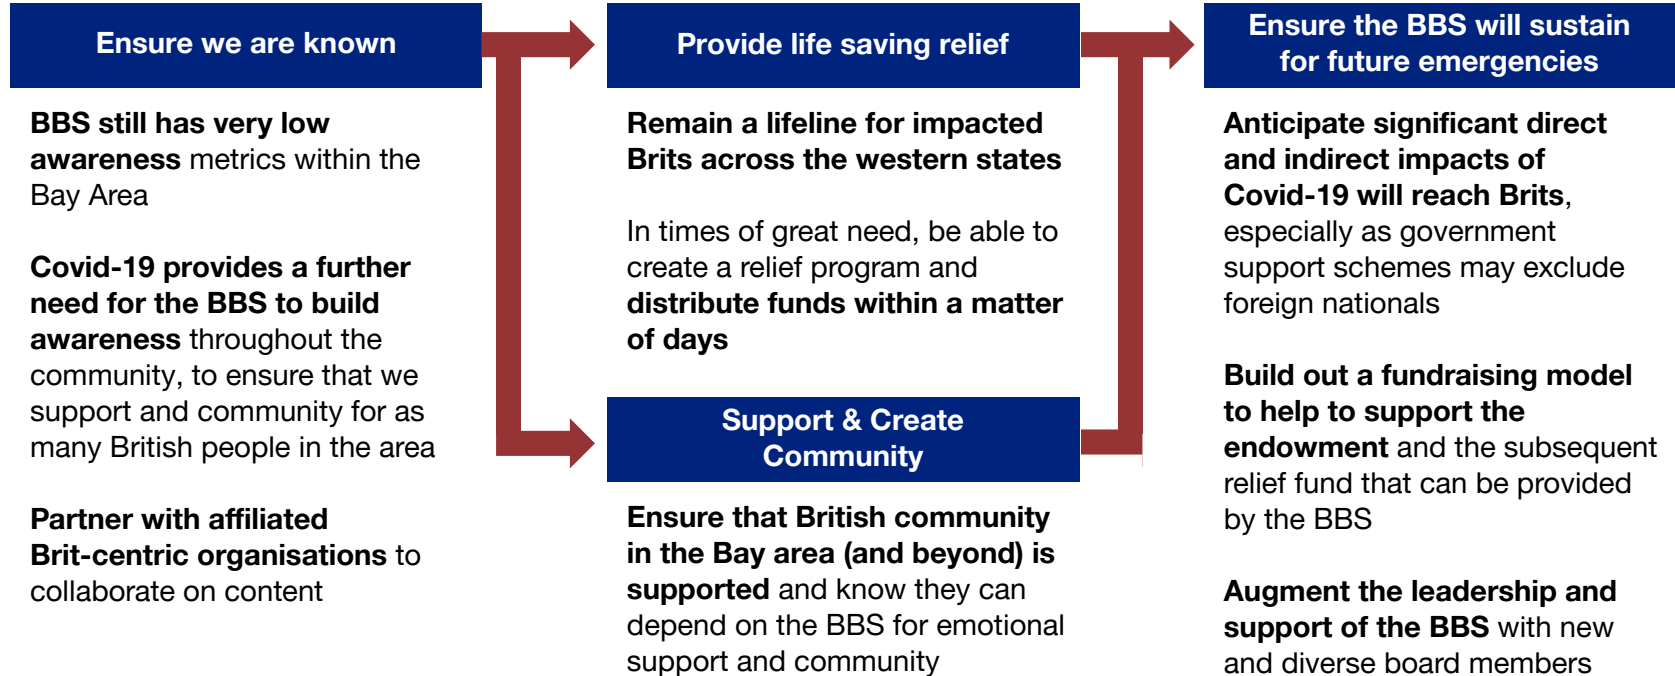 Ensure we are known
BBS still has very low
awareness metrics within the
Bay Area
Covid-19 provides a further
need for the BBS to build
awareness throughout the
community, to ensure that we
support and community for as
many British people in the area
Partner with affiliated
Brit-centric organisations to
collaborate on content
Provide life saving relief
Remain a lifeline for impacted
Brits across the western states
In times of great need, be able to
create a relief program and
distribute funds within a matter
of days
Support & Create
Community
Ensure that British community
in the Bay area (and beyond) is
supported and know they can
depend on the BBS for emotional
support and community
Ensure the BBS will sustain
for future emergencies
Anticipate significant direct
and indirect impacts of
Covid-19 will reach Brits,
especially as government
support schemes may exclude
foreign nationals
Build out a fundraising model
to help to support the
endowment and the subsequent
relief fund that can be provided
by the BBS
Augment the leadership and
support of the BBS with new
and diverse board members